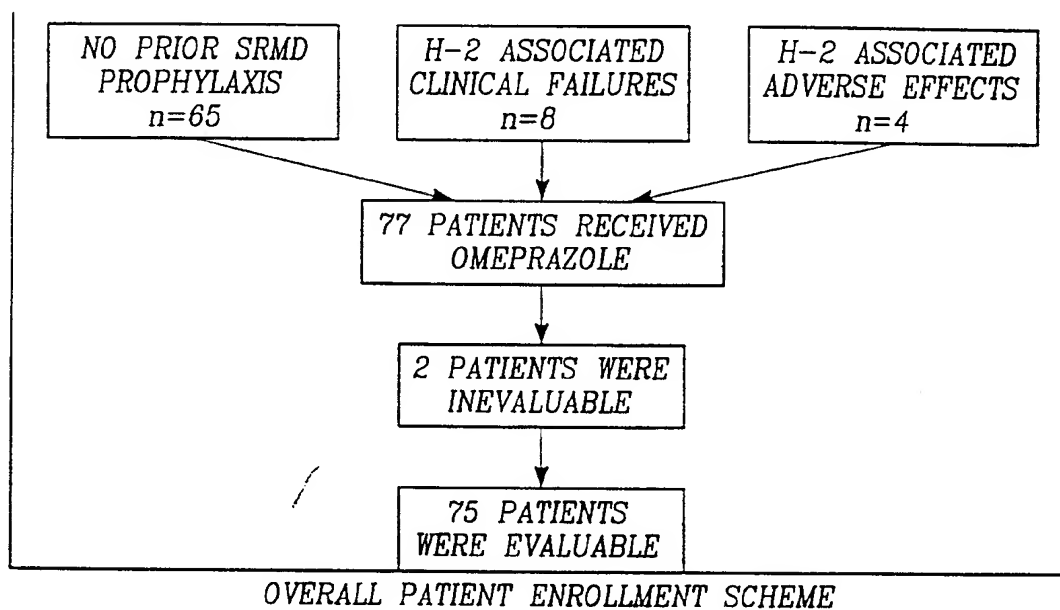 NO PRIOR SRMD
PROPHYLAXIS
n=65
H-2 ASSOCIATED
CLINICAL FAILURES
n=8
H-2 ASSOCIATED
ADVERSE EFFECTS
n=4
77 PATIENTS RECEIVED
OMEPRAZOLE
2 PATIENTS WERE
INEVALUABLE
75 PATIENTS
WERE EVALUABLE
OVERALL PATIENT ENROLLMENT SCHEME